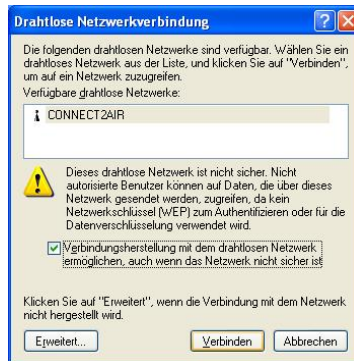 Drahtlose Netzwerkverbindung
Die folgenden drahtlosen Netzwerke sind verfügbar. Wählen Sie ein
drahtloses Netzwerk aus der Liste, und klicken Sie auf "Verbinden",
um auf ein Netzwerk zuzugreifen.
Verfügbare drahtlose Netzwerke:
CONNECT2AIR
Dieses drahtlose Netzwerk ist nicht sicher. Nicht
autorisierte Benutzer können auf Daten, die über dieses
Netzwerk gesendet werden, zugreifen, da kein
Netzwerkschlüssel (WEP) zum Authentifizieren oder für die
Datenverschlüsselung verwendet wird.
Verbindungsherstellung mit dem drahtlosen Netzwerk
ermöglichen, auch wenn das Netzwerk nicht sicher ist
Klicken Sie auf "Erweitert", wenn die Verbindung mit dem Netzwerk
nicht hergestellt wird.
Erweitert... Verbinden Abbrechen